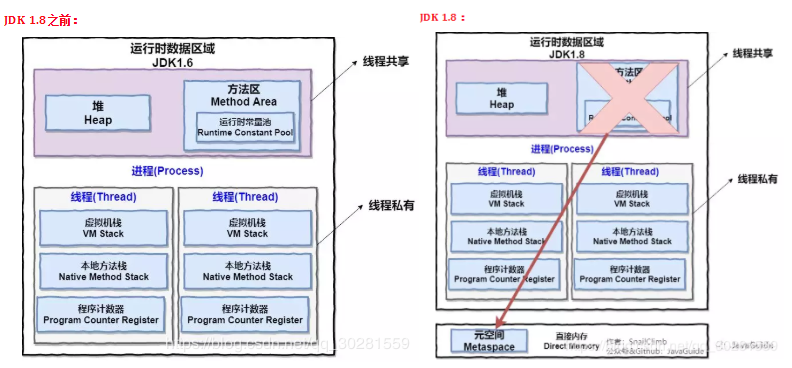 JDK 1.8之前：
运行时数据区域
JDK1.6
线程共享
堆
Heap
方法区
Method Area
运行时常量池
Runtime Constant Pool
进程(Process)
线程(Thread)
线程(Thread)
线程私有
虚拟机栈
VM Stack
虚拟机栈
VM Stack
本地方法栈
Native Method Stack
本地方法栈
Native Method Stack
程序计数器
Program Counter Register
程序计数器
Program Counter Register
https://blog.csdn.net/qq_30281559
JDK 1.8：
运行时数据区域
JDK1.8
线程共享
堆
Heap
方法区
进程(Process)
线程(Thread)
线程(Thread)
线程私有
虚拟机栈
VM Stack
虚拟机栈
VM Stack
本地方法栈
Native Method Stack
本地方法栈
Native Method Stack
程序计数器
Program Counter Register
程序计数器
Program Counter Register
元空间
Metaspace
直接内存
Direct Memory
作者：SnailClimb
公众号&Github：JavaGuide
JavaGuide